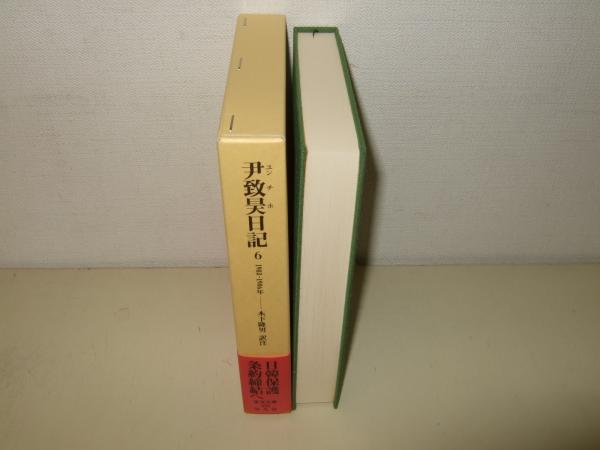 尹致昊日記
ユン チ ホ
6
木下隆男 訳注
日韓保護
条約締結へ